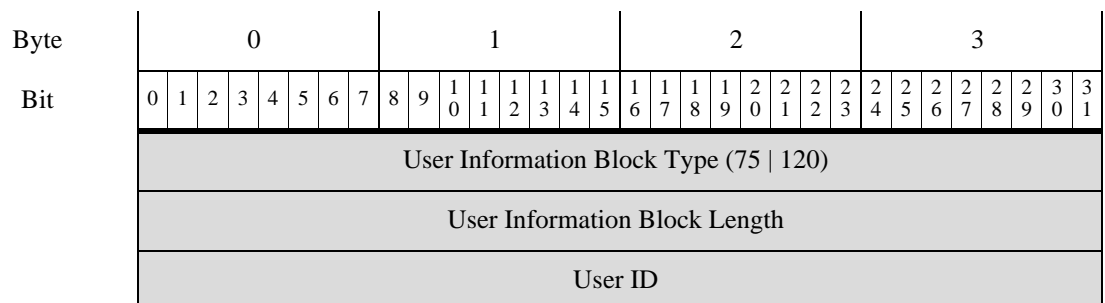 Byte 0 1 2 3
Bit 0 1 2 3 4 5 6 7 8 9 10 11 12 13 14 15 16 17 18 19 20 21 22 23 24 25 26 27 28 29 30 31
User Information Block Type (75 | 120)
User Information Block Length
User ID